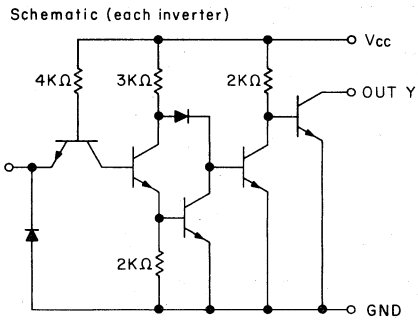 Schematic (each inverter)
Vcc
4KΩ 3KΩ 2KΩ
OUT Y
2KΩ
GND